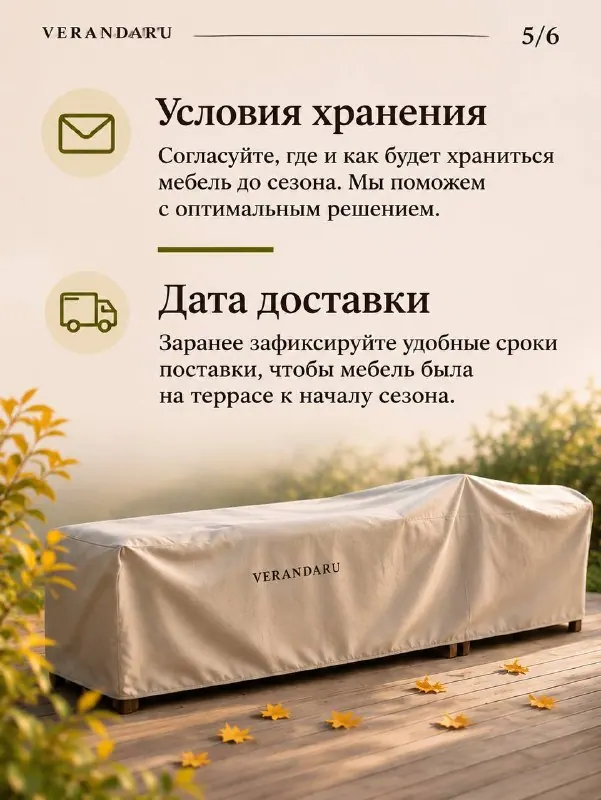 VERANDARU
5/6
Условия хранения
Согласуйте, где и как будет храниться
мебель до сезона. Мы поможем
с оптимальным решением.
Дата доставки
Заранее зафиксируйте удобные сроки
поставки, чтобы мебель была
на террасе к началу сезона.
VERANDARU